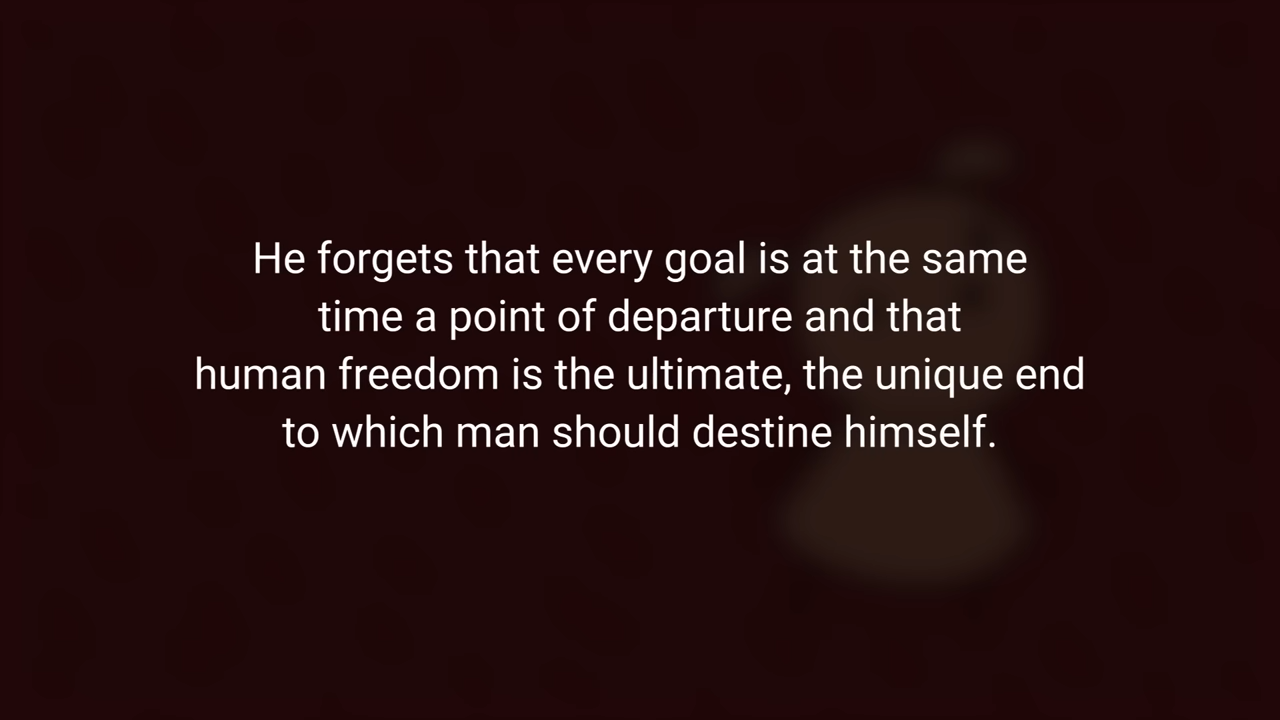 He forgets that every goal is at the same
time a point of departure and that
human freedom is the ultimate, the unique end
to which man should destine himself.